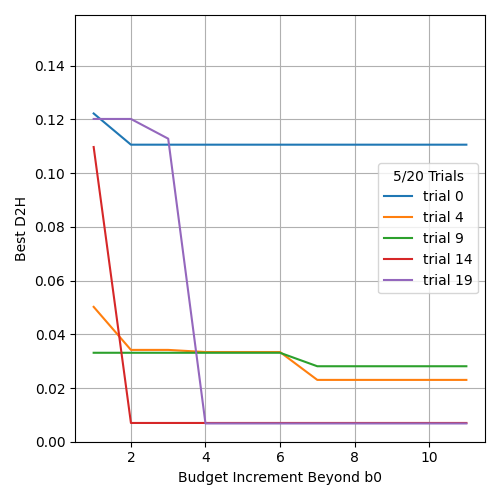 0.14
0.12
0.10
0.08
0.06
0.04
0.02
0.00
Best D2H
2 4 6 8 10
Budget Increment Beyond b0
5/20 Trials
trial 0
trial 4
trial 9
trial 14
trial 19